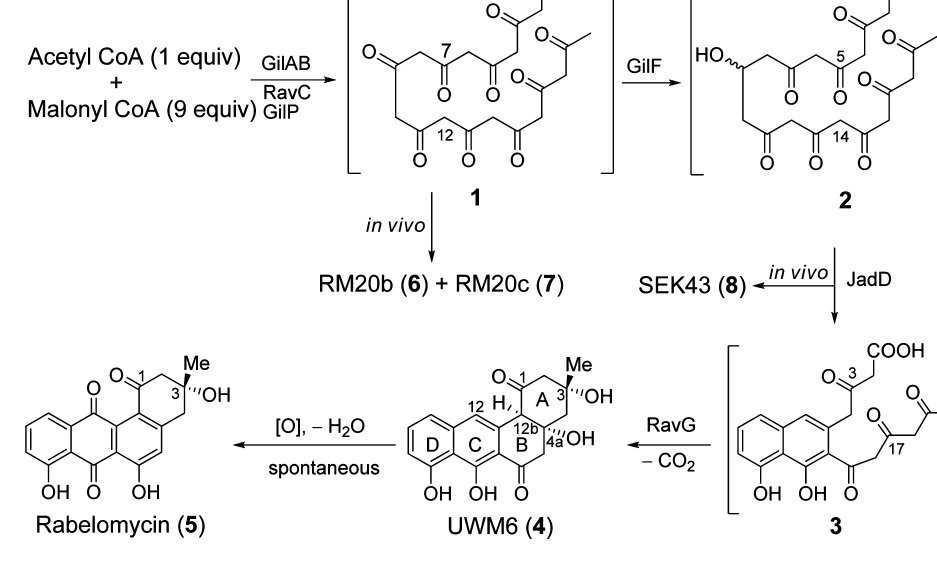 Acetyl CoA (1 equiv)
+
Malonyl CoA (9 equiv)
GilAB
RavC
GilP
O O O O O O O O O O
7
12
1
GilF
HO
O O O O O O O O O
5
14
2
in vivo
RM20b (6) + RM20c (7)
SEK43 (8)
in vivo
JadD
O 1 Me
3 OH
O
OH O OH
Rabelomycin (5)
[O], – H2O
spontaneous
O 1 Me
A 3 OH
H 12 12b
D C B 4a OH
OH OH O
UWM6 (4)
RavG
– CO2
COOH
3
O
O O
17
OH OH O
3